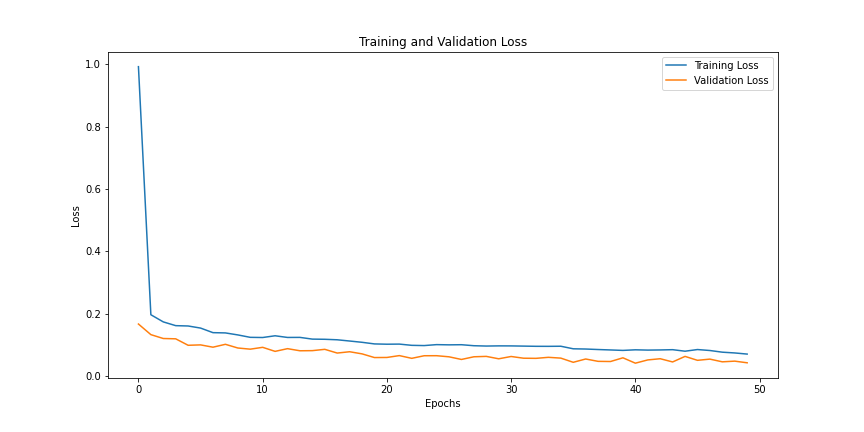 Training and Validation Loss
Training Loss
Validation Loss
Loss
1.0
0.8
0.6
0.4
0.2
0.0
0 10 20 30 40 50
Epochs